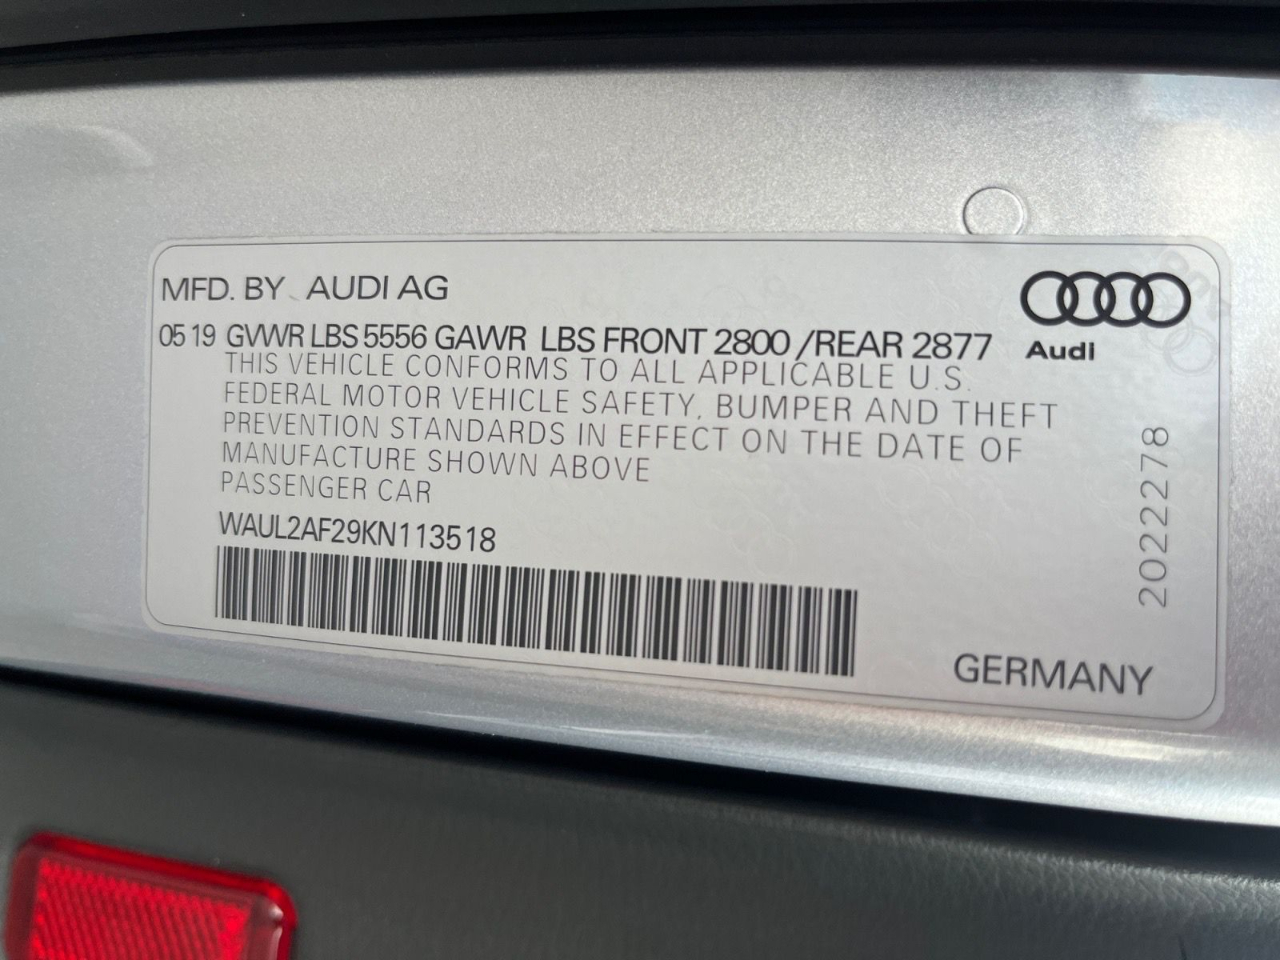 MFD. BY AUDI AG
05 19 GVWR LBS 5556 GAWR LBS FRONT 2800 /REAR 2877
Audi
THIS VEHICLE CONFORMS TO ALL APPLICABLE U.S.
FEDERAL MOTOR VEHICLE SAFETY, BUMPER AND THEFT
PREVENTION STANDARDS IN EFFECT ON THE DATE OF
MANUFACTURE SHOWN ABOVE
PASSENGER CAR
WAUL2AF29KN113518
2022278
GERMANY